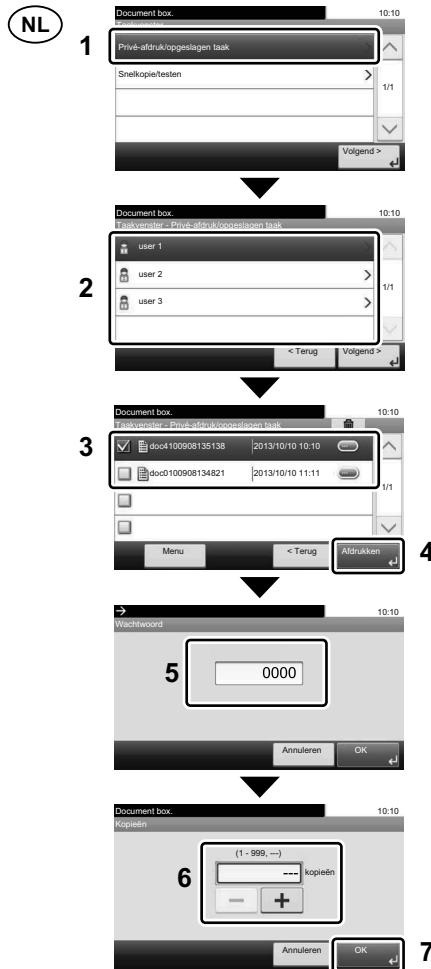 NL
Document box. 10:10
Taakvenster
1 Privé-afdruk/opgeslagen taak
Snelkopie/testen
1/1
Volgend >
Document box. 10:10
Taakvenster - Privé-afdruk/opgeslagen taak
user 1
2 user 2
1/1
user 3
< Terug Volgend >
Document box. 10:10
Taakvenster - Privé-afdruk/opgeslagen taak
3 doc4100908135138 2013/10/10 10:10
doc0100908134821 2013/10/10 11:11
1/1
Menu < Terug Afdrukken 4
10:10
Wachtwoord
5 0000
Annuleren OK
Document box. 10:10
Kopieën
(1 - 999, ---)
6 --- kopieën
Annuleren OK 7